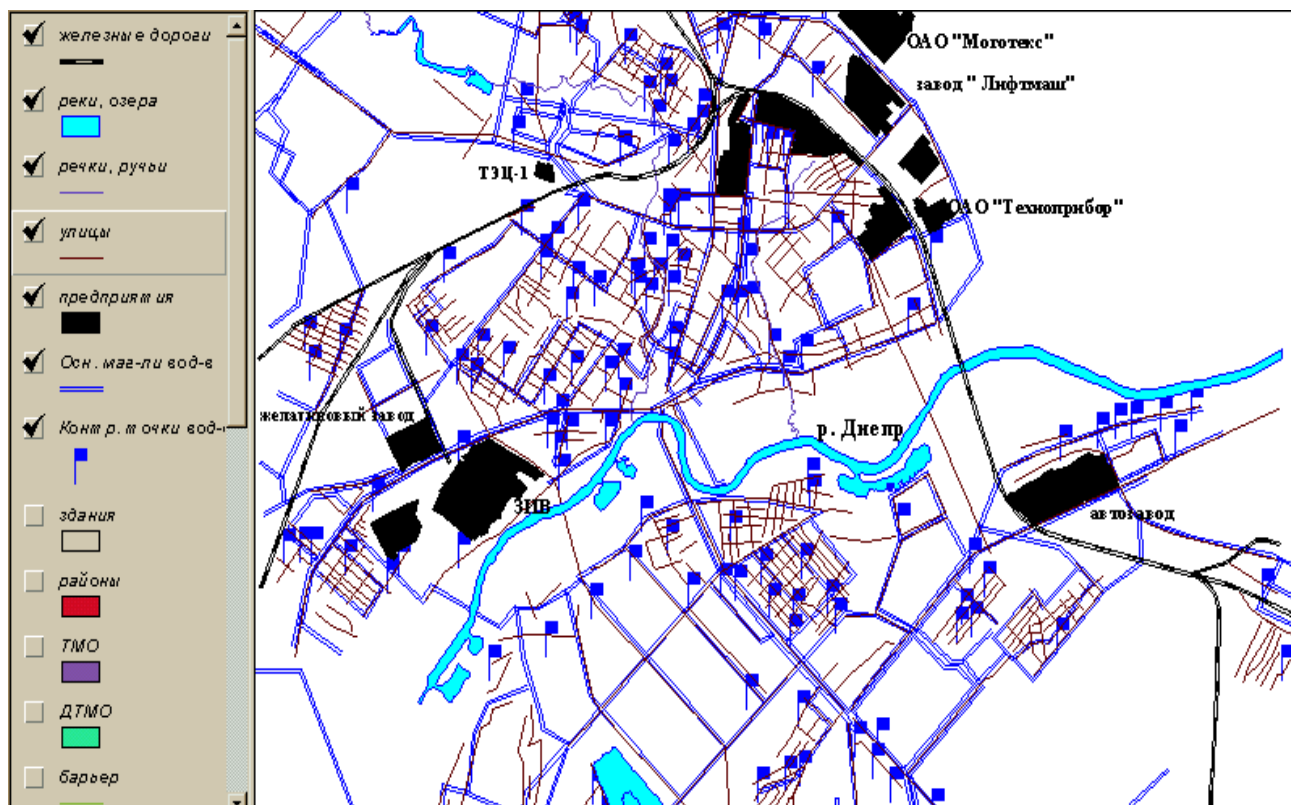 железные дороги
реки, озера
речки, ручьи
улицы
предприятия
Осн. маг-ли вод-в
Контр. точки вод-
здания
районы
ТМО
ДТМО
барьер
ОАО "Моготекс"
завод " Лифтмаш"
ТЭЦ-1
ОАО "Техноприбор"
желатиновый завод
р. Днепр
ЗИВ
автозавод